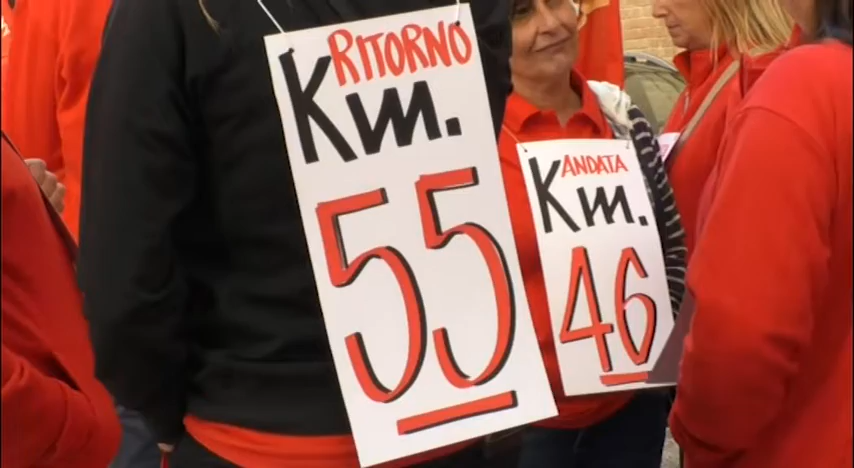 RITORNO
Km.
55
ANDATA
Km.
46